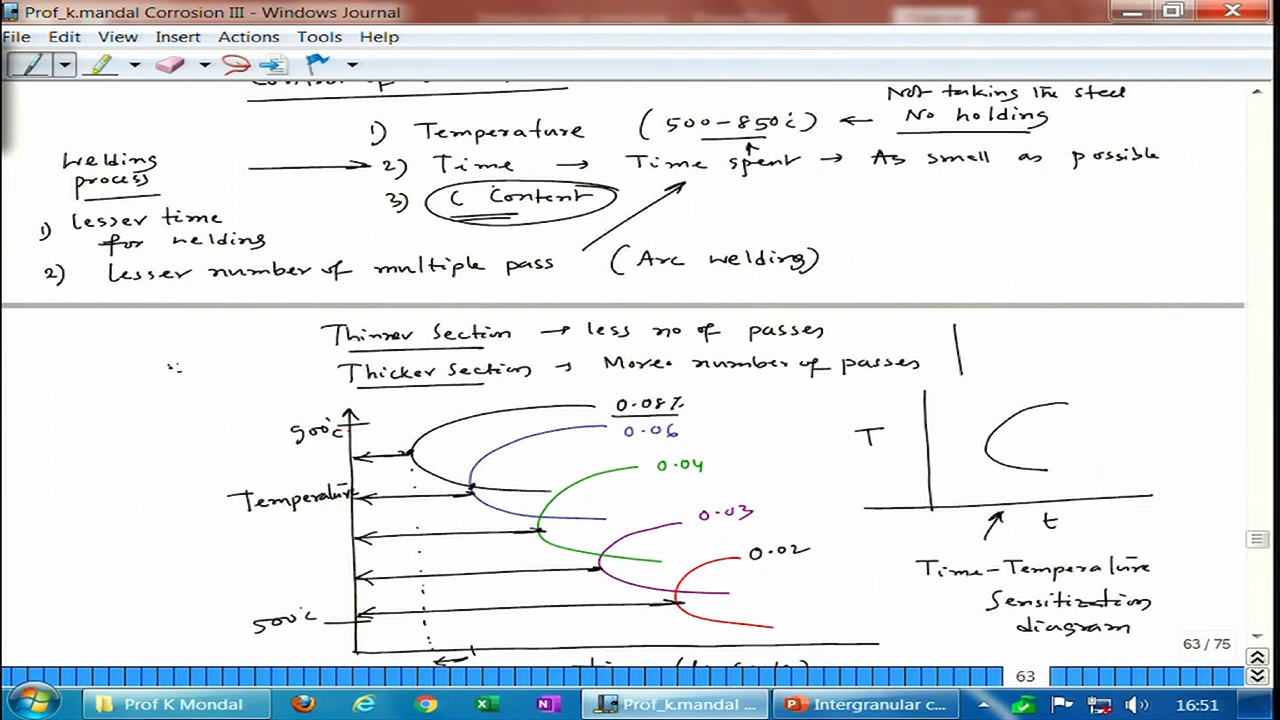 Prof_k.mandal Corrosion III - Windows Journal
File Edit View Insert Actions Tools Help
Not taking the steel
1) Temperature (500-850°c) ← No holding
welding process
→ 2) Time → Time spent → As small as possible
3) C Content
1) lesser time for welding
2) lesser number of multiple pass (Arc welding)
Thinner Section → less no of passes
∴ Thicker Section → More number of passes
900°c
0.08%
0.06
0.04
0.03
0.02
Temperature
500°c
T
t
Time-Temperature
Sensitization
diagram
63 / 75
63
Prof K Mandal
Prof_k.mandal ...
Intergranular c...
16:51